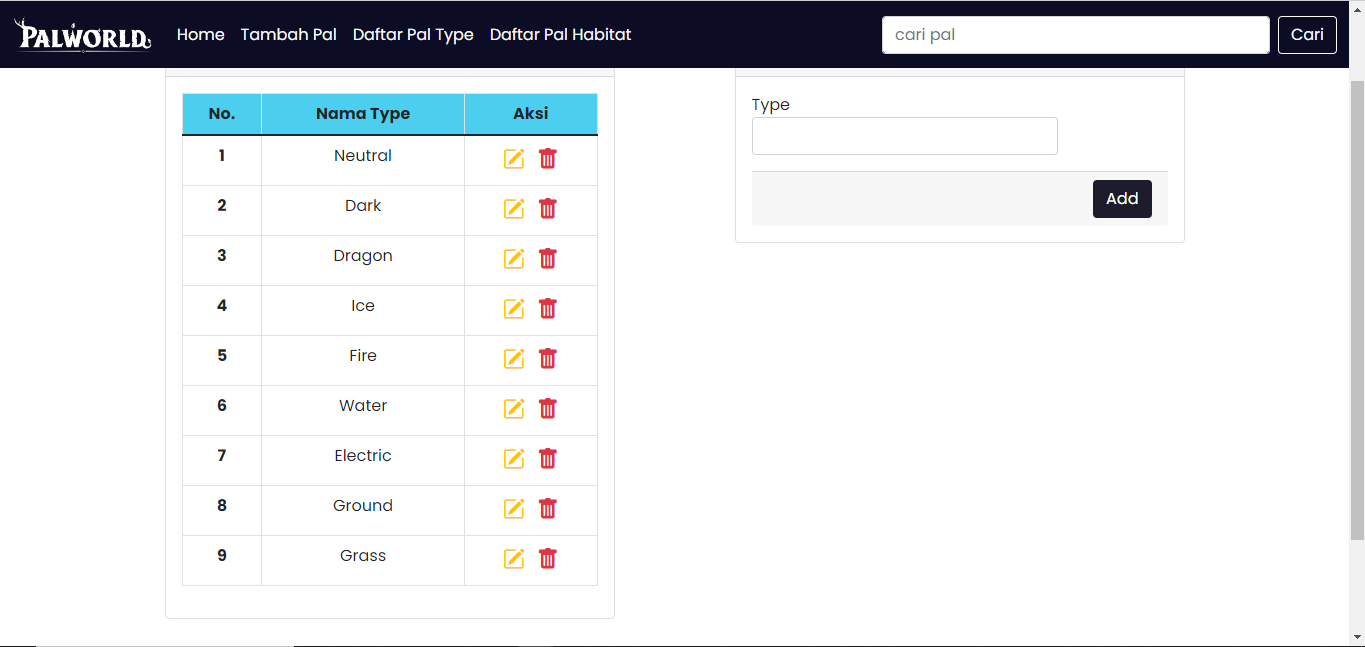 PALWORLD Home Tambah Pal Daftar Pal Type Daftar Pal Habitat cari pal Cari
No. Nama Type Aksi
1 Neutral
2 Dark
3 Dragon
4 Ice
5 Fire
6 Water
7 Electric
8 Ground
9 Grass
Type
Add